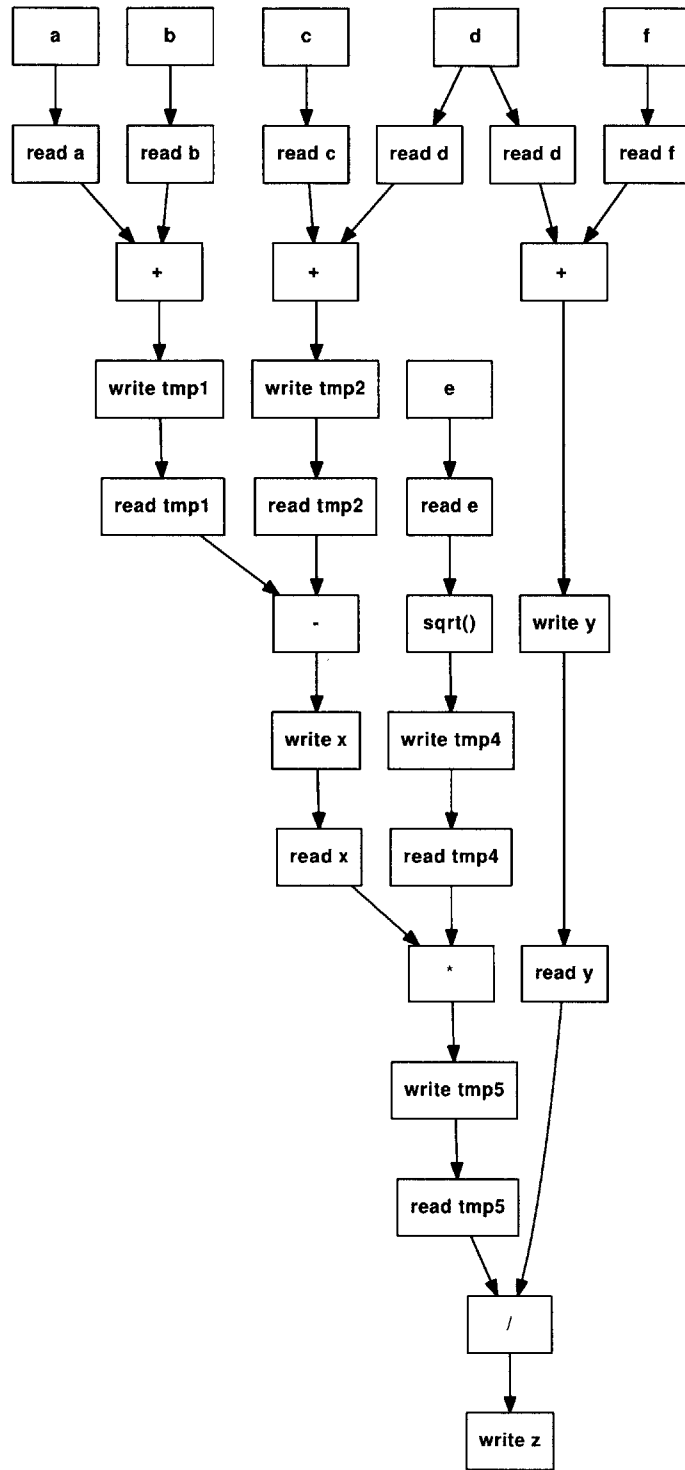 a
b
c
d
f
read a
read b
read c
read d
read d
read f
+
+
+
write tmp1
write tmp2
e
read tmp1
read tmp2
read e
-
sqrt()
write y
write x
write tmp4
read x
read tmp4
*
read y
write tmp5
read tmp5
/
write z